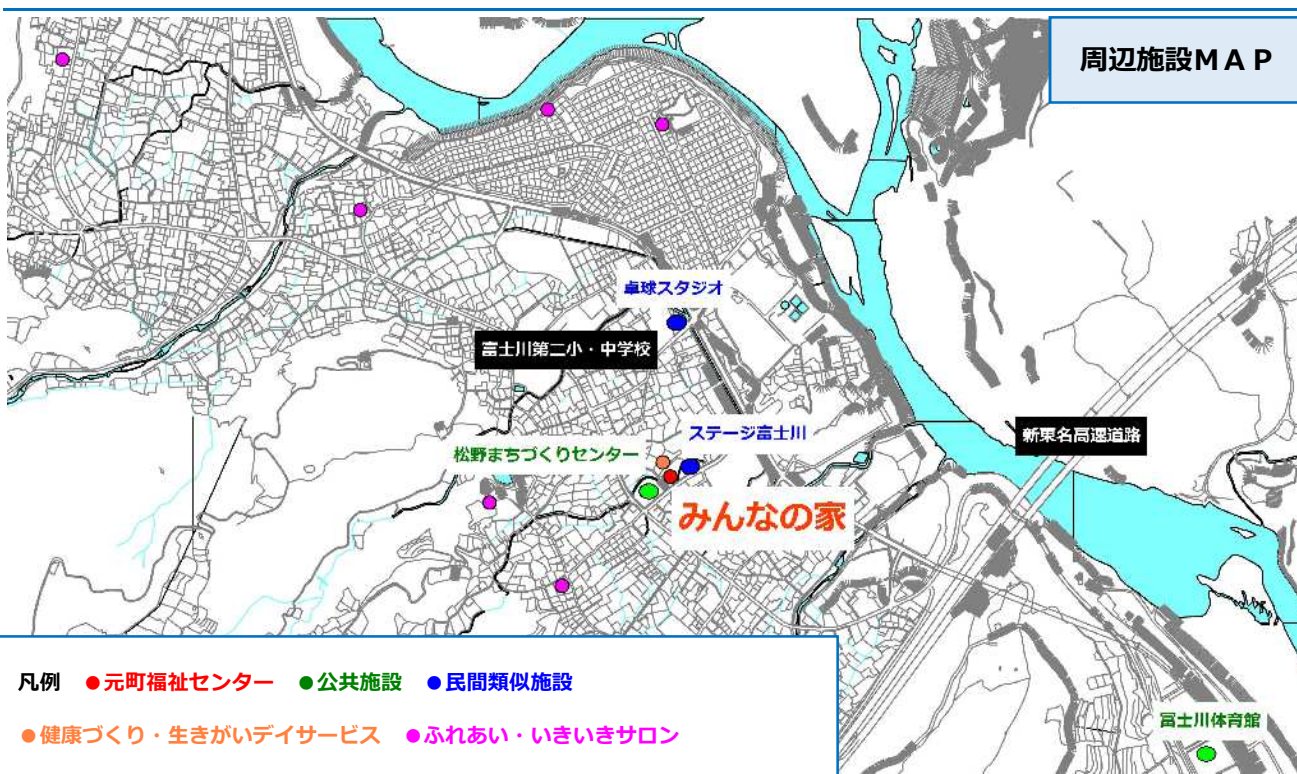 周辺施設ＭＡＰ
卓球スタジオ
富士川第二小・中学校
ステージ富士川
新東名高速道路
松野まちづくりセンター
みんなの家
凡例 ●元町福祉センター ●公共施設 ●民間類似施設
●健康づくり・生きがいデイサービス ●ふれあい・いきいきサロン
富士川体育館